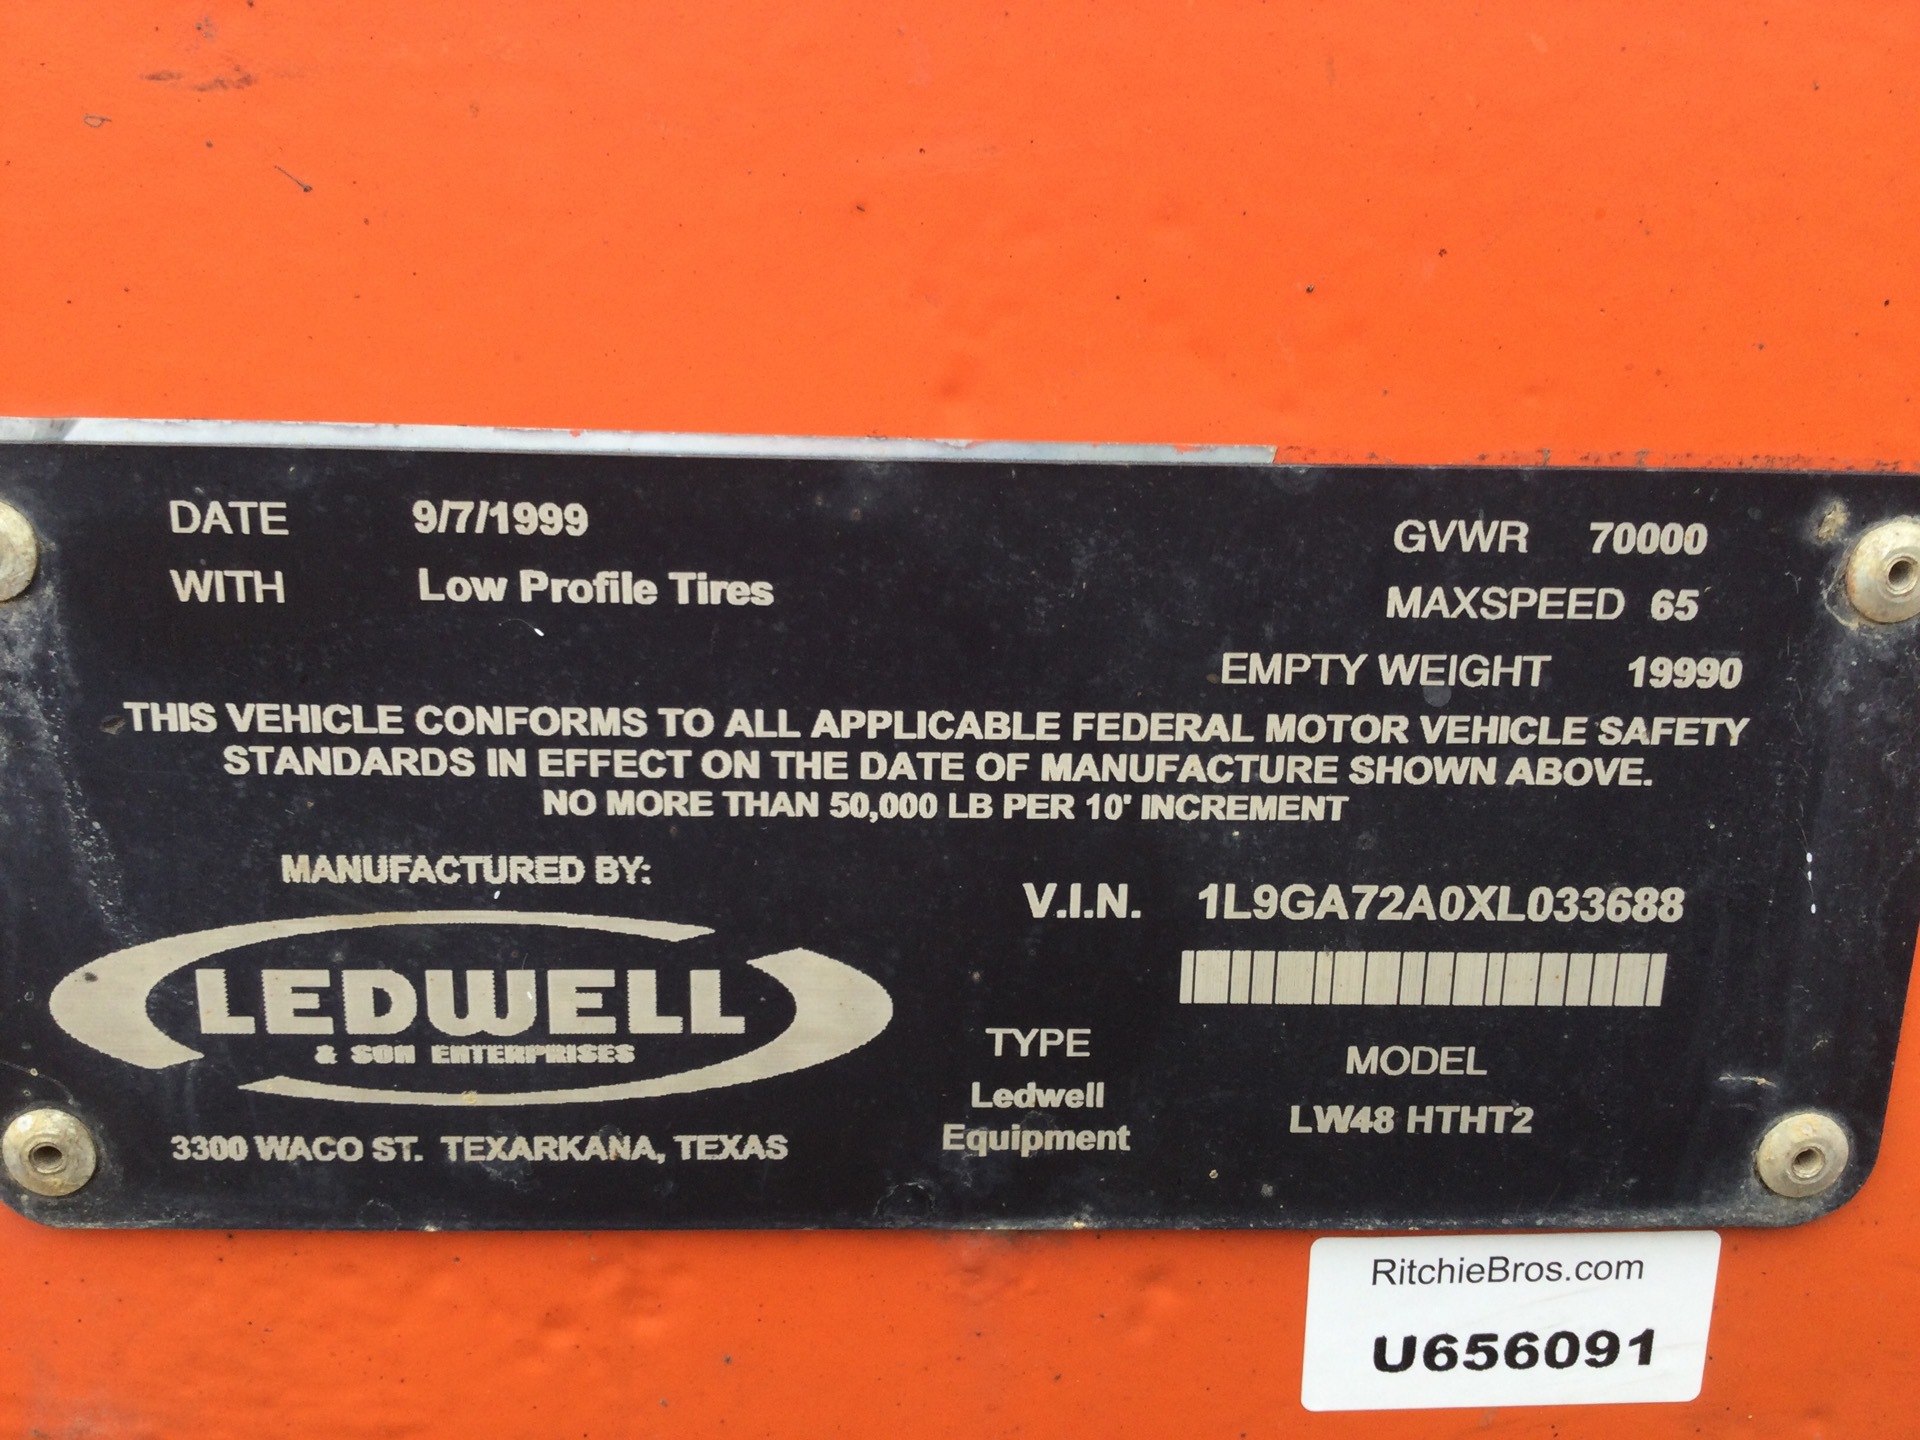 DATE 9/7/1999
WITH Low Profile Tires
GVWR 70000
MAXSPEED 65
EMPTY WEIGHT 19990
THIS VEHICLE CONFORMS TO ALL APPLICABLE FEDERAL MOTOR VEHICLE SAFETY
STANDARDS IN EFFECT ON THE DATE OF MANUFACTURE SHOWN ABOVE.
NO MORE THAN 50,000 LB PER 10' INCREMENT
MANUFACTURED BY:
LEDWELL
& SON ENTERPRISES
3300 WACO ST. TEXARKANA, TEXAS
V.I.N. 1L9GA72A0XL033688
TYPE
Ledwell
Equipment
MODEL
LW48 HTHT2
RitchieBros.com
U656091